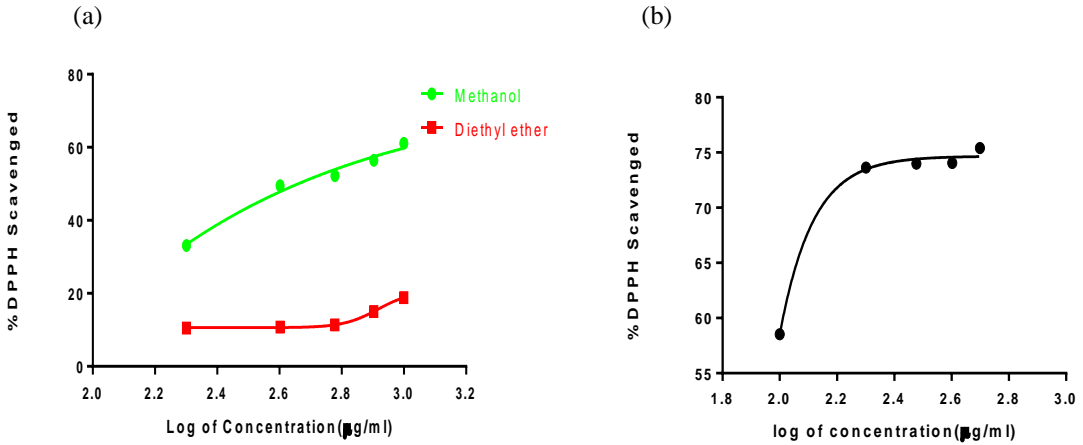 (a)
(b)
80
60
40
20
0
%DPPH Scavenged
Methanol
Diethyl ether
2.0 2.2 2.4 2.6 2.8 3.0 3.2
Log of Concentration(µg/ml)
80
75
70
65
60
55
%DPPH Scavenged
1.8 2.0 2.2 2.4 2.6 2.8 3.0
log of concentration(µg/ml)